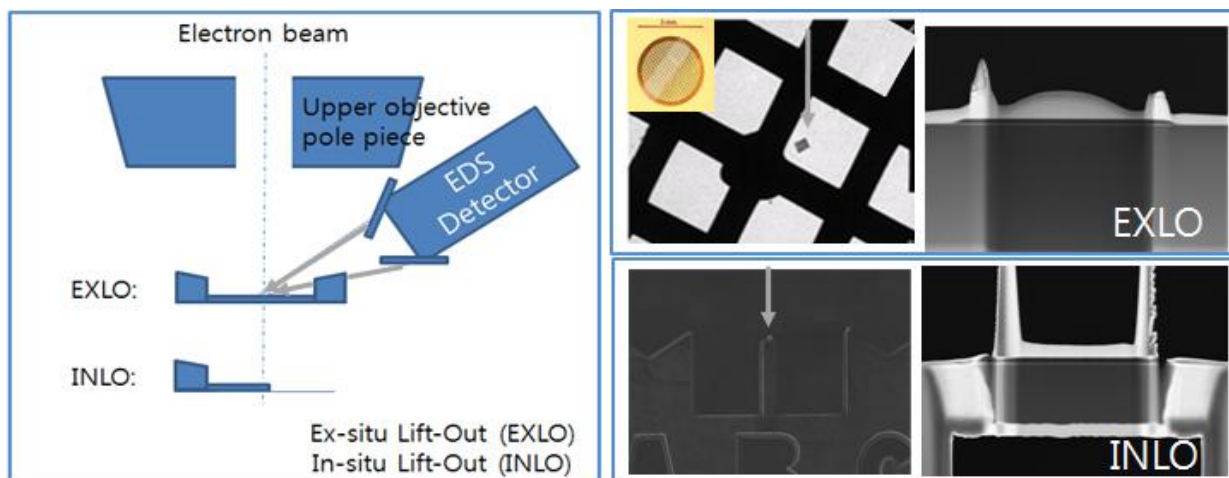 Electron beam
Upper objective
pole piece
EDS
Detector
EXLO:
INLO:
Ex-situ Lift-Out (EXLO)
In-situ Lift-Out (INLO)
EXLO
A B C
INLO